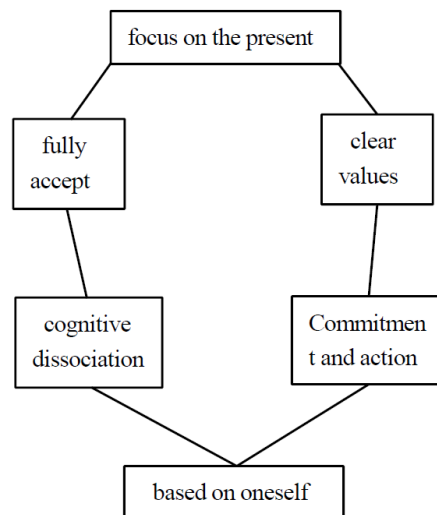 focus on the present
fully
accept
clear
values
cognitive
dissociation
Commitmen
t and action
based on oneself